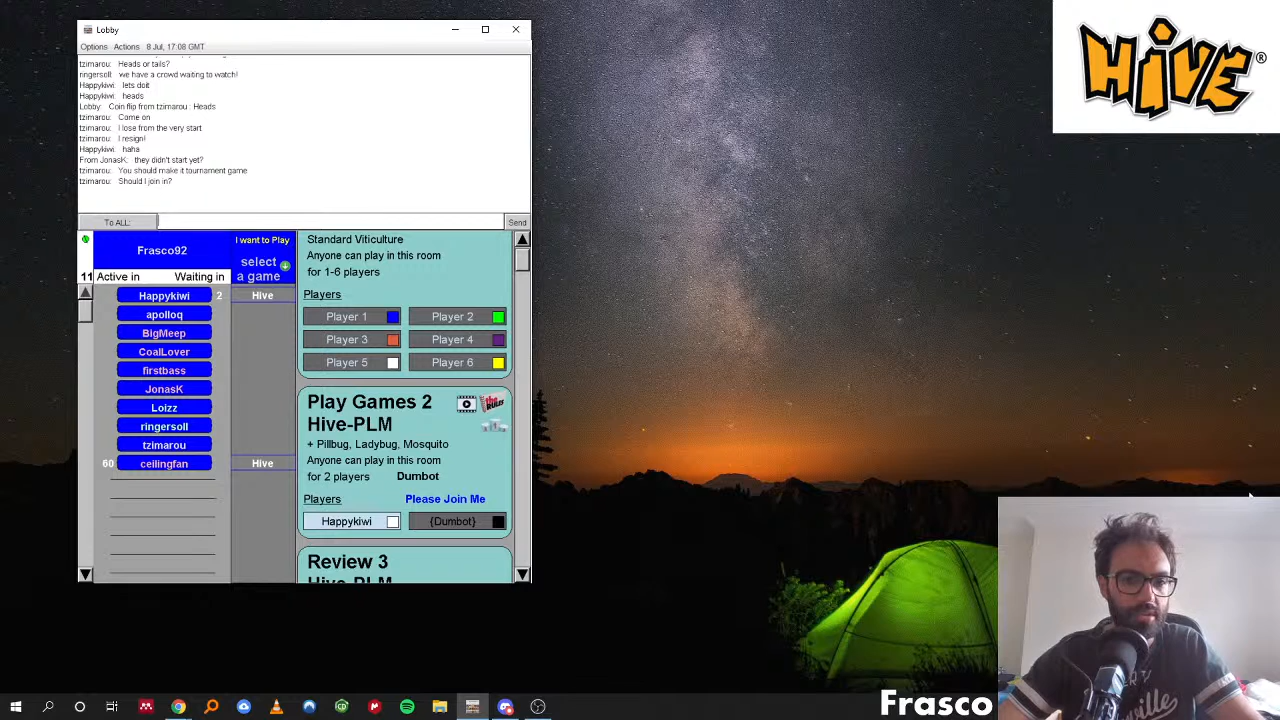 Lobby
Options Actions 8 Jul, 17:08 GMT
tzimarou: Heads or tails?
ringersoll: we have a crowd waiting to watch!
Happykiwi: lets doit
Happykiwi: heads
Lobby: Coin flip from tzimarou : Heads
tzimarou: Come on
tzimarou: I lose from the very start
tzimarou: I resign!
Happykiwi: haha
From JonasK: they didn't start yet?
tzimarou: You should make it tournament game
tzimarou: Should I join in?
To ALL: Send
Frasco92
I want to Play
select
a game
11 Active in Waiting in
Happykiwi 2 Hive
apolloq
BigMeep
CoalLover
firstbass
JonasK
Loizz
ringersoll
tzimarou
60 ceilingfan Hive
Standard Viticulture
Anyone can play in this room
for 1-6 players
Players
Player 1 Player 2
Player 3 Player 4
Player 5 Player 6
Play Games 2
Hive-PLM
RULES
+ Pillbug, Ladybug, Mosquito
Anyone can play in this room
for 2 players Dumbot
Players Please Join Me
Happykiwi {Dumbot}
Review 3
Hive-PLM
HIVE®
Frasco